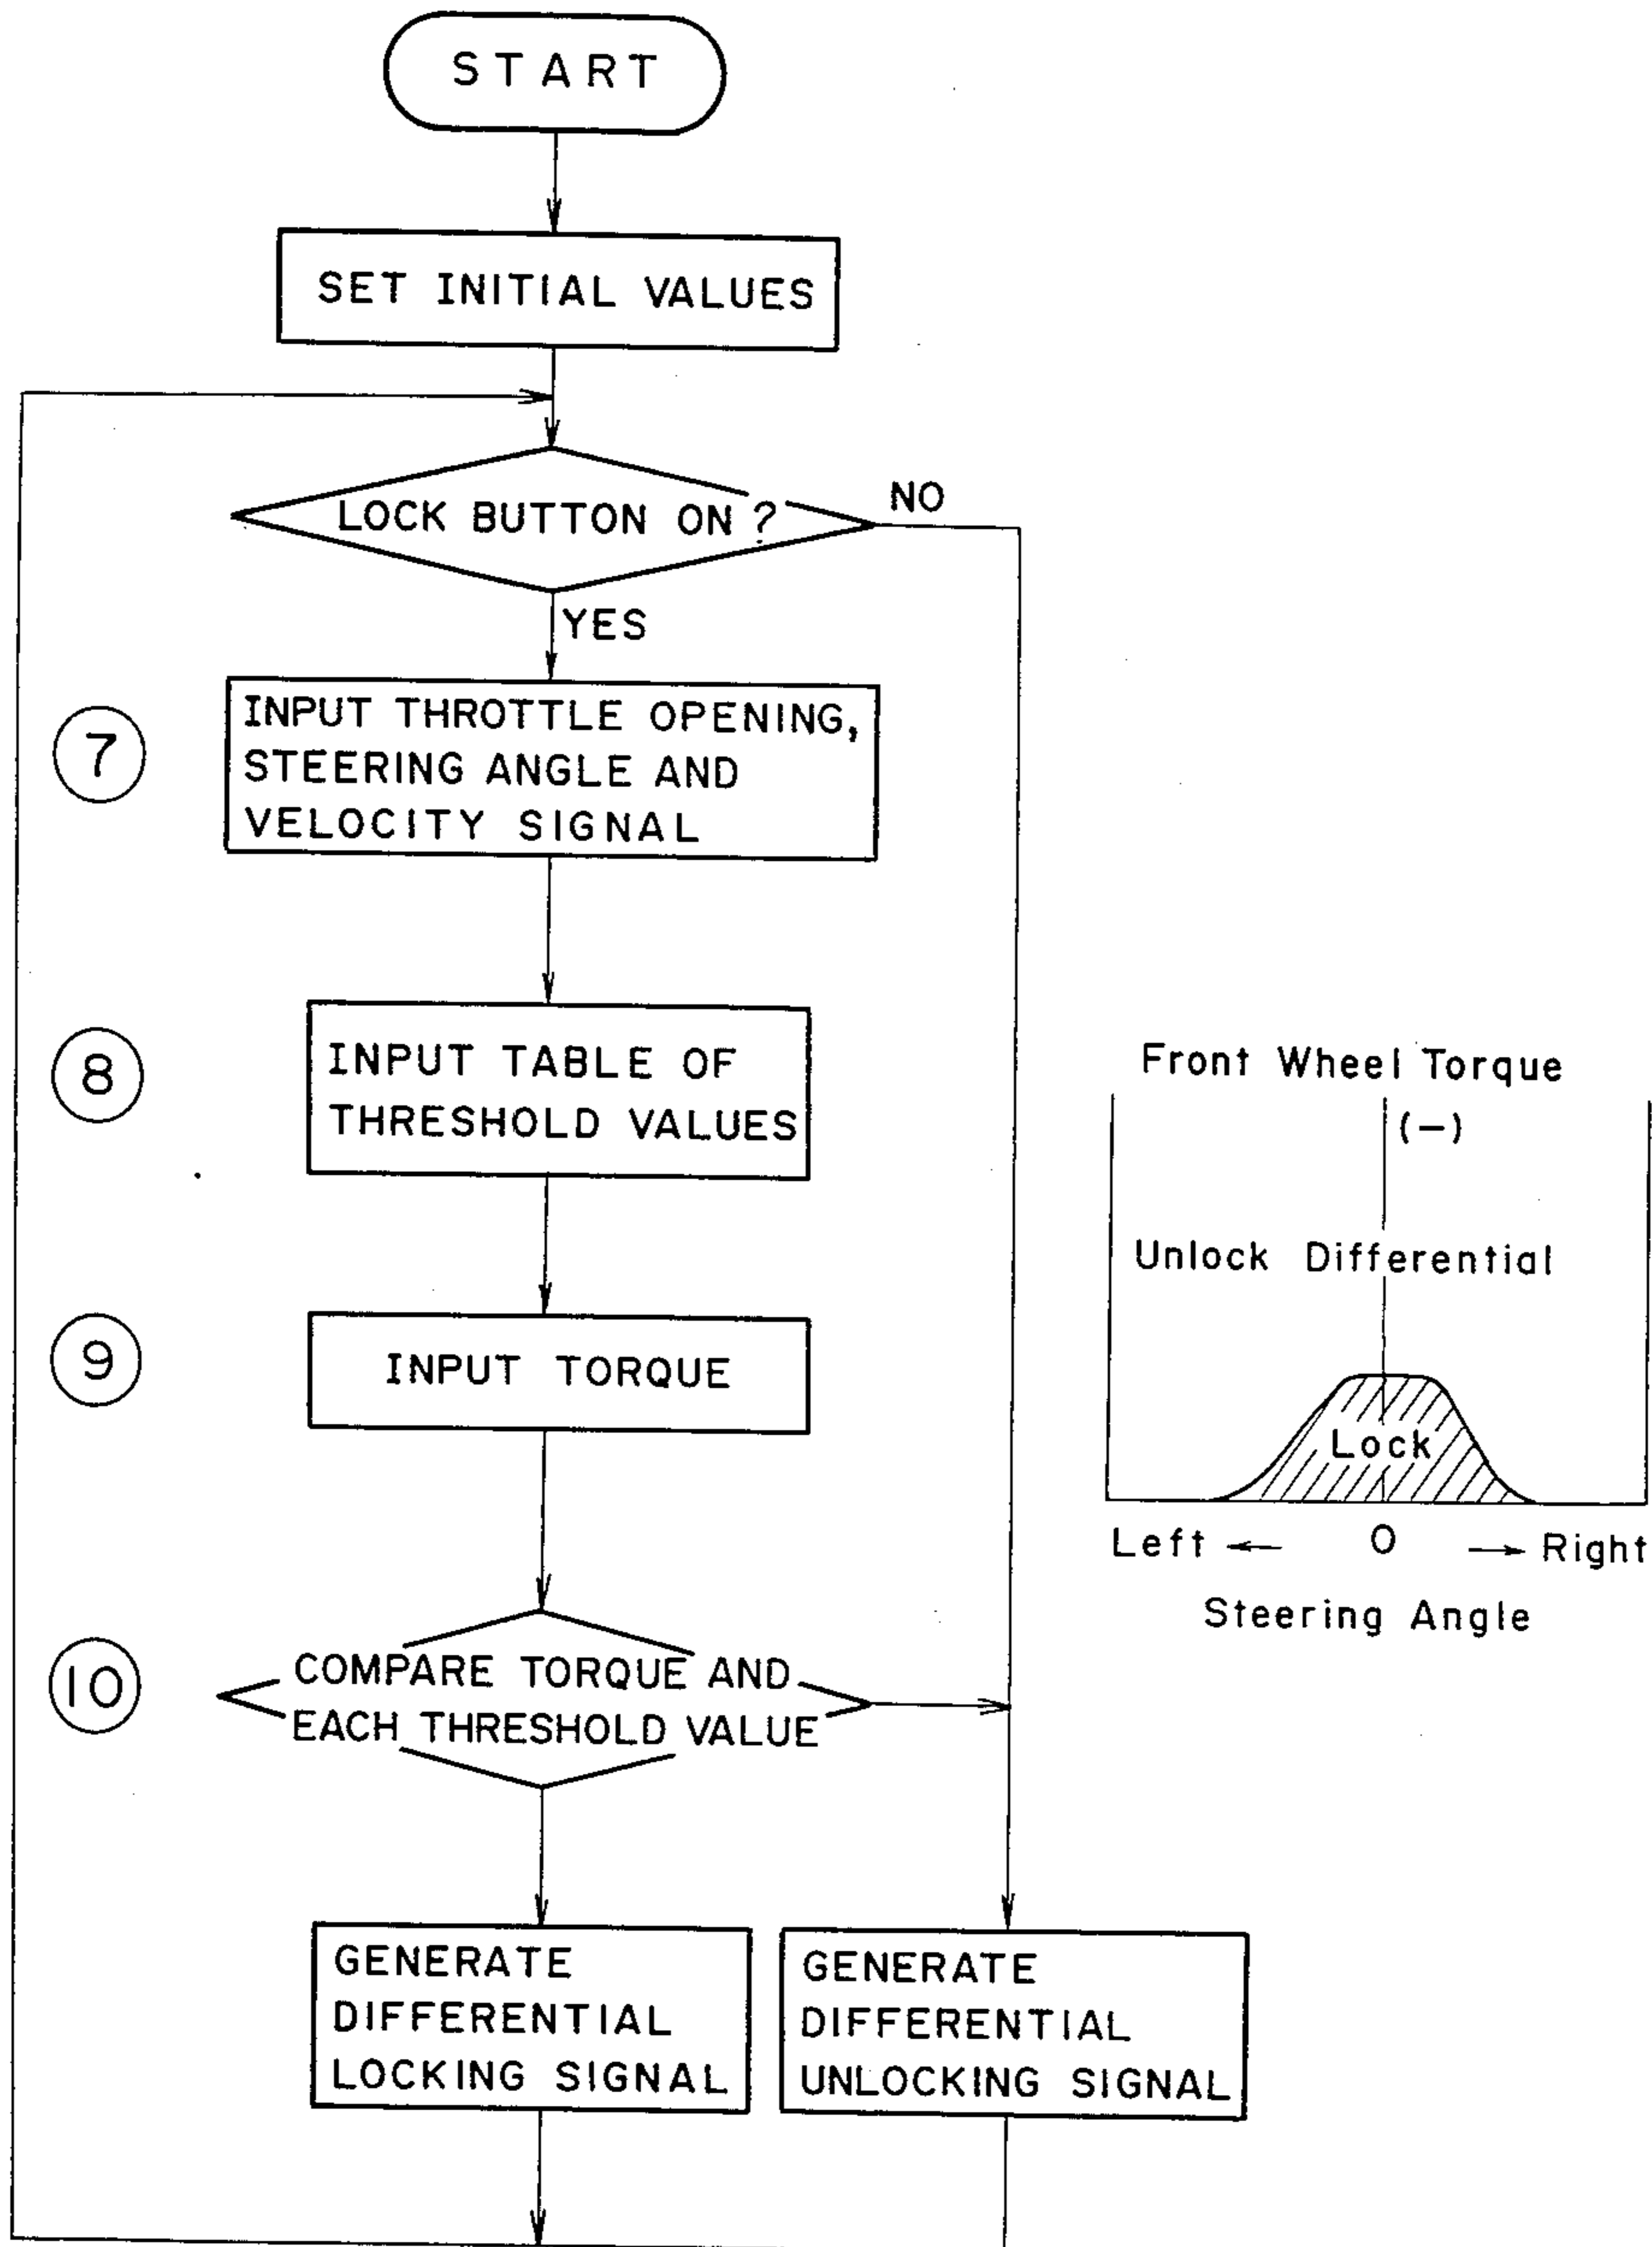 START
SET INITIAL VALUES
LOCK BUTTON ON?
NO
YES
7
INPUT THROTTLE OPENING,
STEERING ANGLE AND
VELOCITY SIGNAL
8
INPUT TABLE OF
THRESHOLD VALUES
9
INPUT TORQUE
10
COMPARE TORQUE AND
EACH THRESHOLD VALUE
GENERATE
DIFFERENTIAL
LOCKING SIGNAL
GENERATE
DIFFERENTIAL
UNLOCKING SIGNAL
Front Wheel Torque
(−)
Unlock Differential
Lock
Left ← 0 → Right
Steering Angle